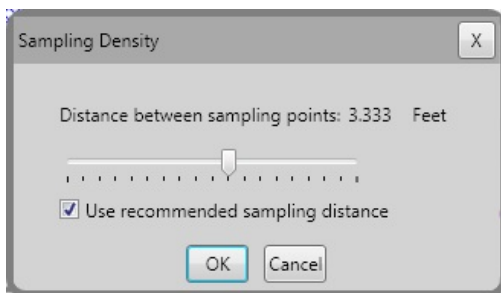 Sampling Density X
Distance between sampling points: 3.333 Feet
Use recommended sampling distance
OK Cancel